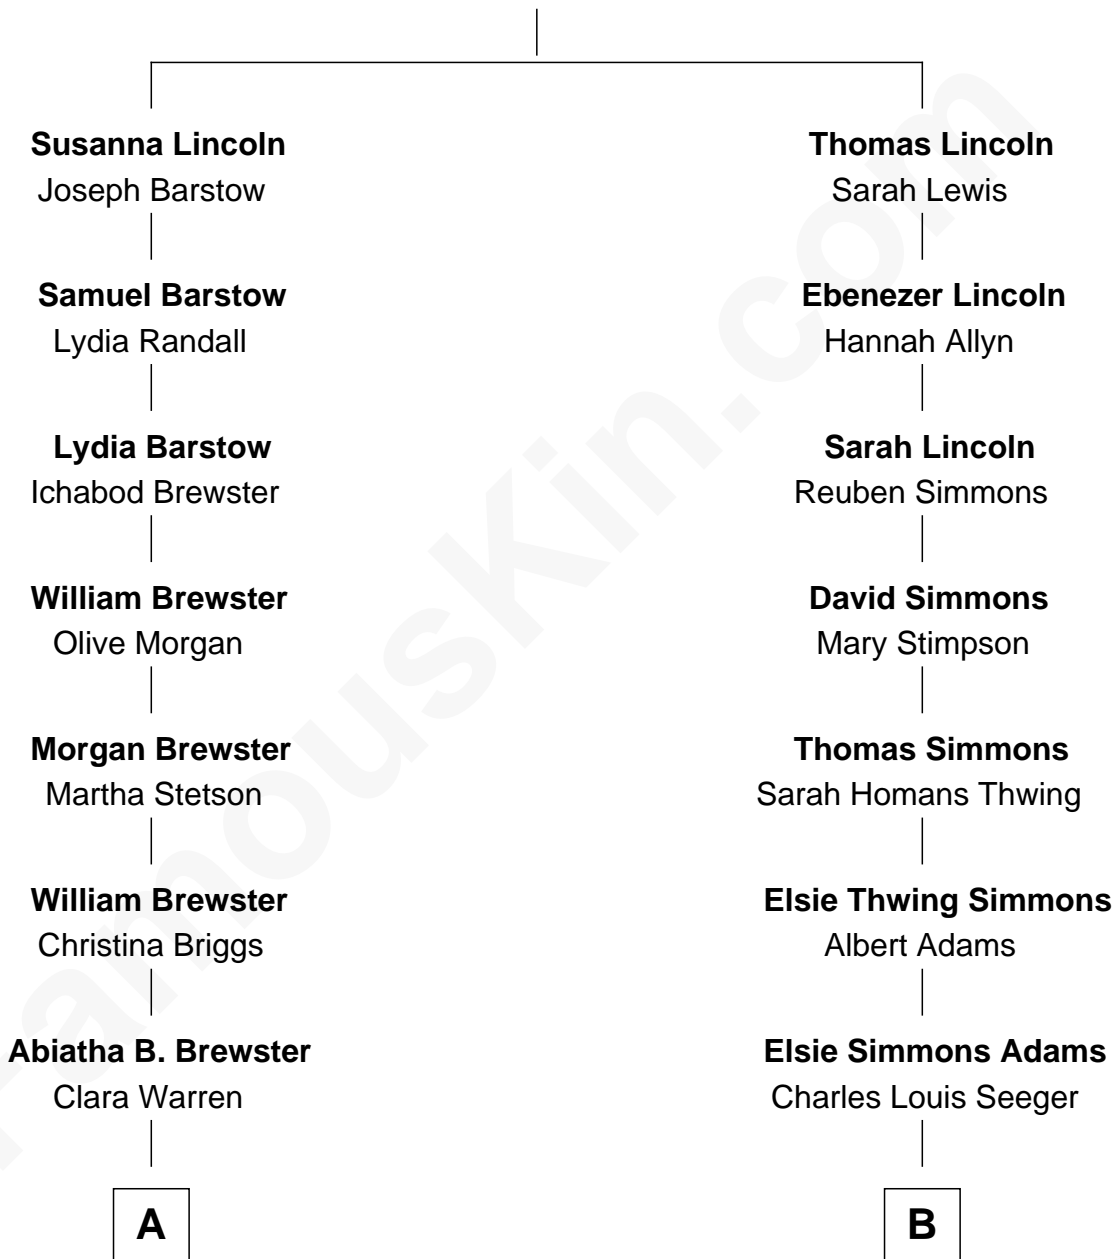 Susanna Lincoln
Joseph Barstow
Samuel Barstow
Lydia Randall
Lydia Barstow
Ichabod Brewster
William Brewster
Olive Morgan
Morgan Brewster
Martha Stetson
William Brewster
Christina Briggs
Abiatha B. Brewster
Clara Warren
A
Thomas Lincoln
Sarah Lewis
Ebenezer Lincoln
Hannah Allyn
Sarah Lincoln
Reuben Simmons
David Simmons
Mary Stimpson
Thomas Simmons
Sarah Homans Thwing
Elsie Thwing Simmons
Albert Adams
Elsie Simmons Adams
Charles Louis Seeger
B
FamousKin.com